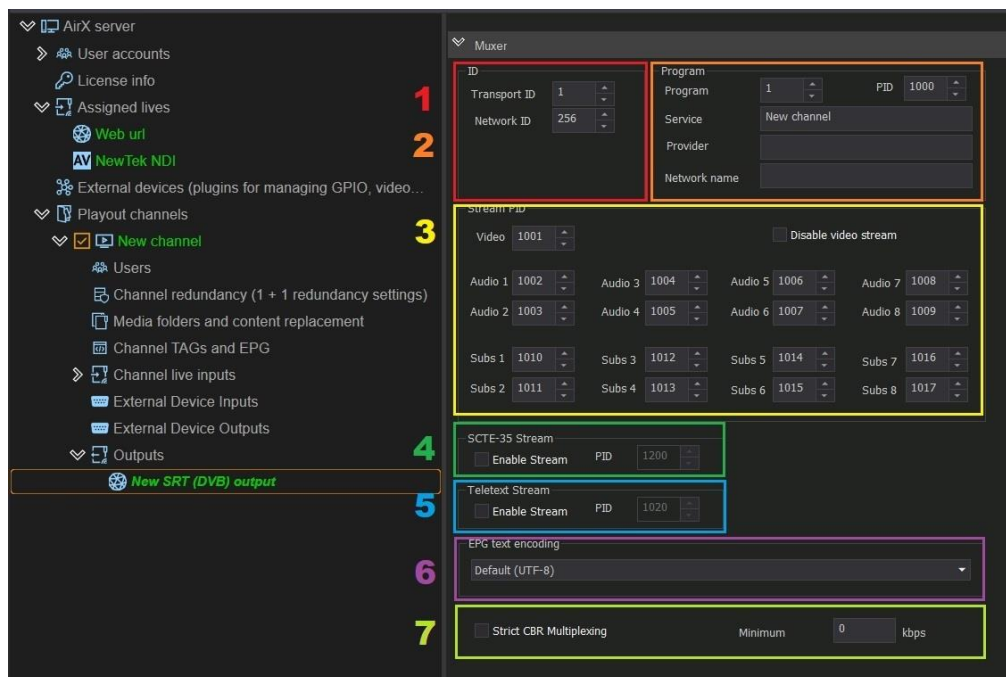 AirX server
User accounts
License info
Assigned lives
Web url
AV NewTek NDI
External devices (plugins for managing GPIO, video...
Playout channels
New channel
Users
Channel redundancy (1 + 1 redundancy settings)
Media folders and content replacement
Channel TAGs and EPG
Channel live inputs
External Device Inputs
External Device Outputs
Outputs
New SRT (DVB) output
1
2
3
4
5
6
7
Muxer
ID
Transport ID 1
Network ID 256
Program
Program 1 PID 1000
Service New channel
Provider
Network name
Stream PID
Video 1001 Disable video stream
Audio 1 1002 Audio 3 1004 Audio 5 1006 Audio 7 1008
Audio 2 1003 Audio 4 1005 Audio 6 1007 Audio 8 1009
Subs 1 1010 Subs 3 1012 Subs 5 1014 Subs 7 1016
Subs 2 1011 Subs 4 1013 Subs 6 1015 Subs 8 1017
SCTE-35 Stream
Enable Stream PID 1200
Teletext Stream
Enable Stream PID 1020
EPG text encoding
Default (UTF-8)
Strict CBR Multiplexing Minimum 0 kbps